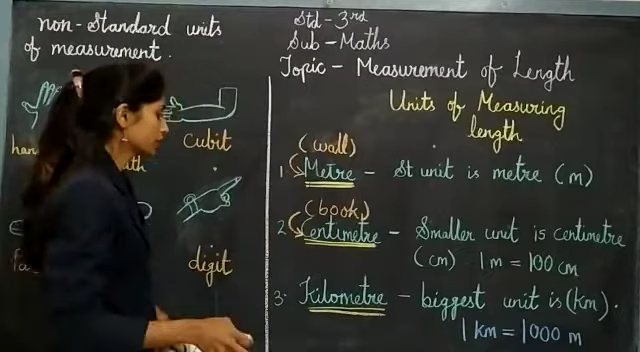 non-Standard units
of measurement.
cubit
digit
Std - 3rd
Sub - Maths
Topic - Measurement of Length
Units of Measuring
length
(wall)
1. Metre - St unit is metre (m)
(book)
2. Centimetre - Smaller unit is centimetre
(cm) 1m = 100 cm
3. Kilometre - biggest unit is (km).
1 km = 1000 m